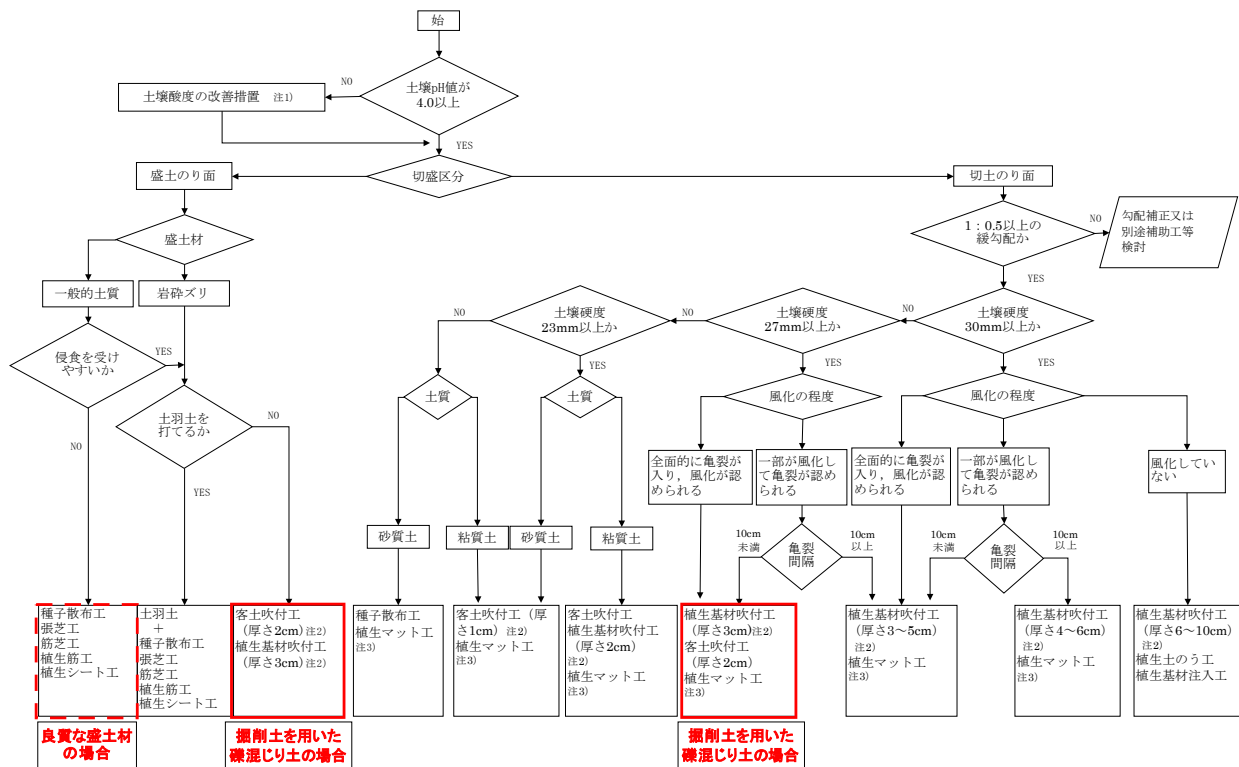 始
土壌pH値が
4.0以上
NO
土壌酸度の改善措置 注1)
YES
盛土のり面
切盛区分
切土のり面
盛土材
1：0.5以上の
緩勾配か
NO
勾配補正又は
別途補助工等
検討
YES
一般的土質
岩砕ズリ
土壌硬度
23mm以上か
NO
土壌硬度
27mm以上か
NO
土壌硬度
30mm以上か
NO
YES
YES
YES
侵食を受け
やすいか
YES
NO
土羽土を
打てるか
NO
YES
土質
土質
風化の程度
風化の程度
全面的に亀裂が
入り，風化が認
められる
一部が風化
して亀裂が認め
られる
全面的に亀裂が
入り，風化が認
められる
一部が風化
して亀裂が認め
られる
風化してい
ない
砂質土
粘質土
砂質土
粘質土
10cm
未満
亀裂
間隔
10cm
以上
10cm
未満
亀裂
間隔
10cm
以上
種子散布工
張芝工
筋芝工
植生筋工
植生シート工
土羽土
＋
種子散布工
張芝工
筋芝工
植生筋工
植生シート工
客土吹付工
(厚さ2cm) 注2)
植生基材吹付工
(厚さ3cm) 注2)
種子散布工
植生マット工
注3)
客土吹付工（厚
さ1cm） 注2)
植生マット工
注3)
客土吹付工
植生基材吹付工
(厚さ2cm)
注2)
植生マット工
注3)
植生基材吹付工
(厚さ3cm)注2)
客土吹付工
(厚さ2cm)
植生マット工
注3)
植生基材吹付工
(厚さ3～5cm)
注2)
植生マット工
注3)
植生基材吹付工
(厚さ4～6cm)
注2)
植生マット工
注3)
植生基材吹付工
(厚さ6～10cm)
注2)
植生土のう工
植生基材注入工
良質な盛土材
の場合
掘削土を用いた
礫混じり土の場合
掘削土を用いた
礫混じり土の場合